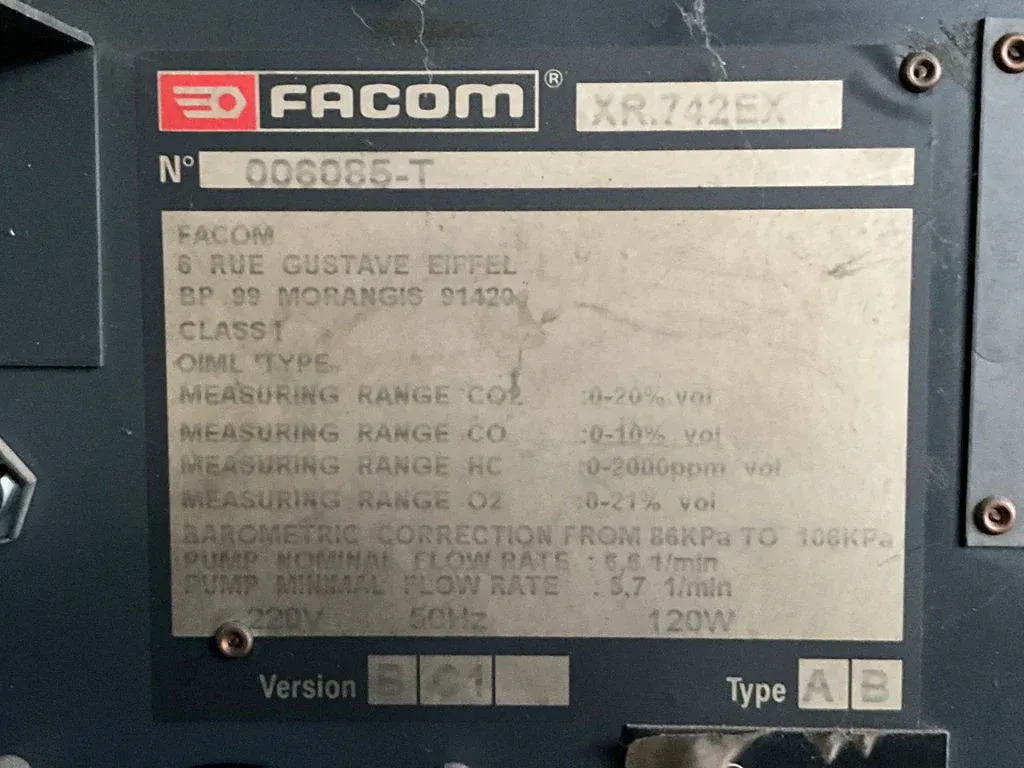 FACOM ® XR.742EX
N° 006085-T
FACOM
6 RUE GUSTAVE EIFFEL
BP 99 MORANGIS 91420
CLASS I
OIML TYPE
MEASURING RANGE CO2 :0-20% vol
MEASURING RANGE CO :0-10% vol
MEASURING RANGE HC :0-2000ppm vol
MEASURING RANGE O2 :0-21% vol
BAROMETRIC CORRECTION FROM 86KPa TO 106KPa
PUMP NOMINAL FLOW RATE : 6,6 1/min
PUMP MINIMAL FLOW RATE : 5,7 1/min
220V 50Hz 120W
Version B C1 Type A B